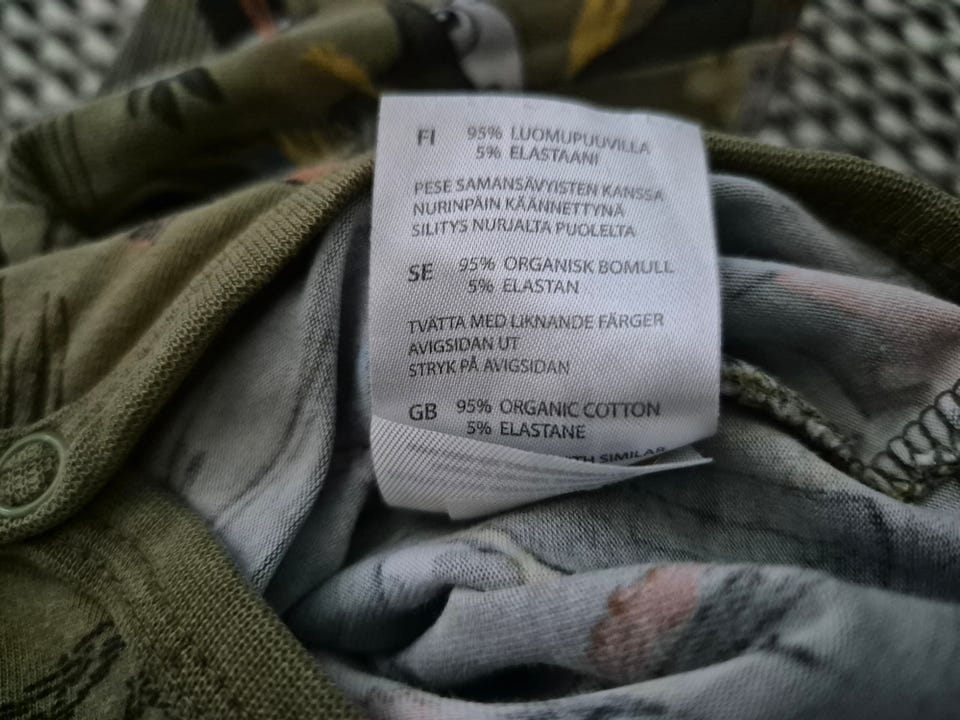 FI 95% LUOMUPUUVILLA
5% ELASTAANI
PESE SAMANSÄVYISTEN KANSSA
NURINPÄIN KÄÄNNETTYNÄ
SILITYS NURJALTA PUOLELTA
SE 95% ORGANISK BOMULL
5% ELASTAN
TVÄTTA MED LIKNANDE FÄRGER
AVIGSIDAN UT
STRYK PÅ AVIGSIDAN
GB 95% ORGANIC COTTON
5% ELASTANE
SIMILAR